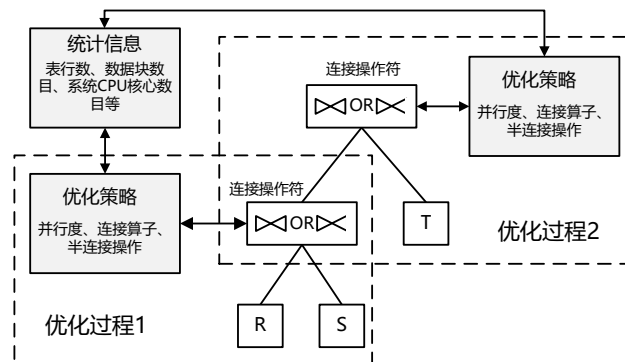 统计信息
表行数、数据块数
目、系统CPU核心数
目等
连接操作符
⋈OR⋉
优化策略
并行度、连接算子、
半连接操作
优化策略
并行度、连接算子、
半连接操作
连接操作符
⋈OR⋉
T
优化过程2
R
S
优化过程1